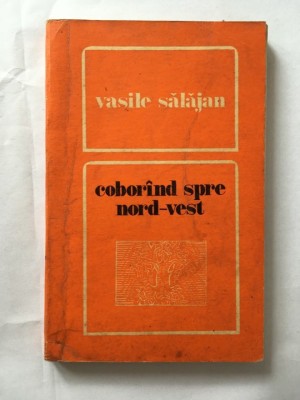 vasile sălăjan
coborînd spre
nord-vest